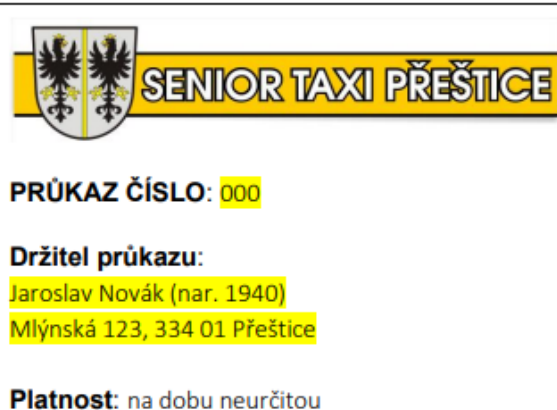 SENIOR TAXI PŘEŠTICE
PRŮKAZ ČÍSLO: 000
Držitel průkazu:
Jaroslav Novák (nar. 1940)
Mlýnská 123, 334 01 Přeštice
Platnost: na dobu neurčitou